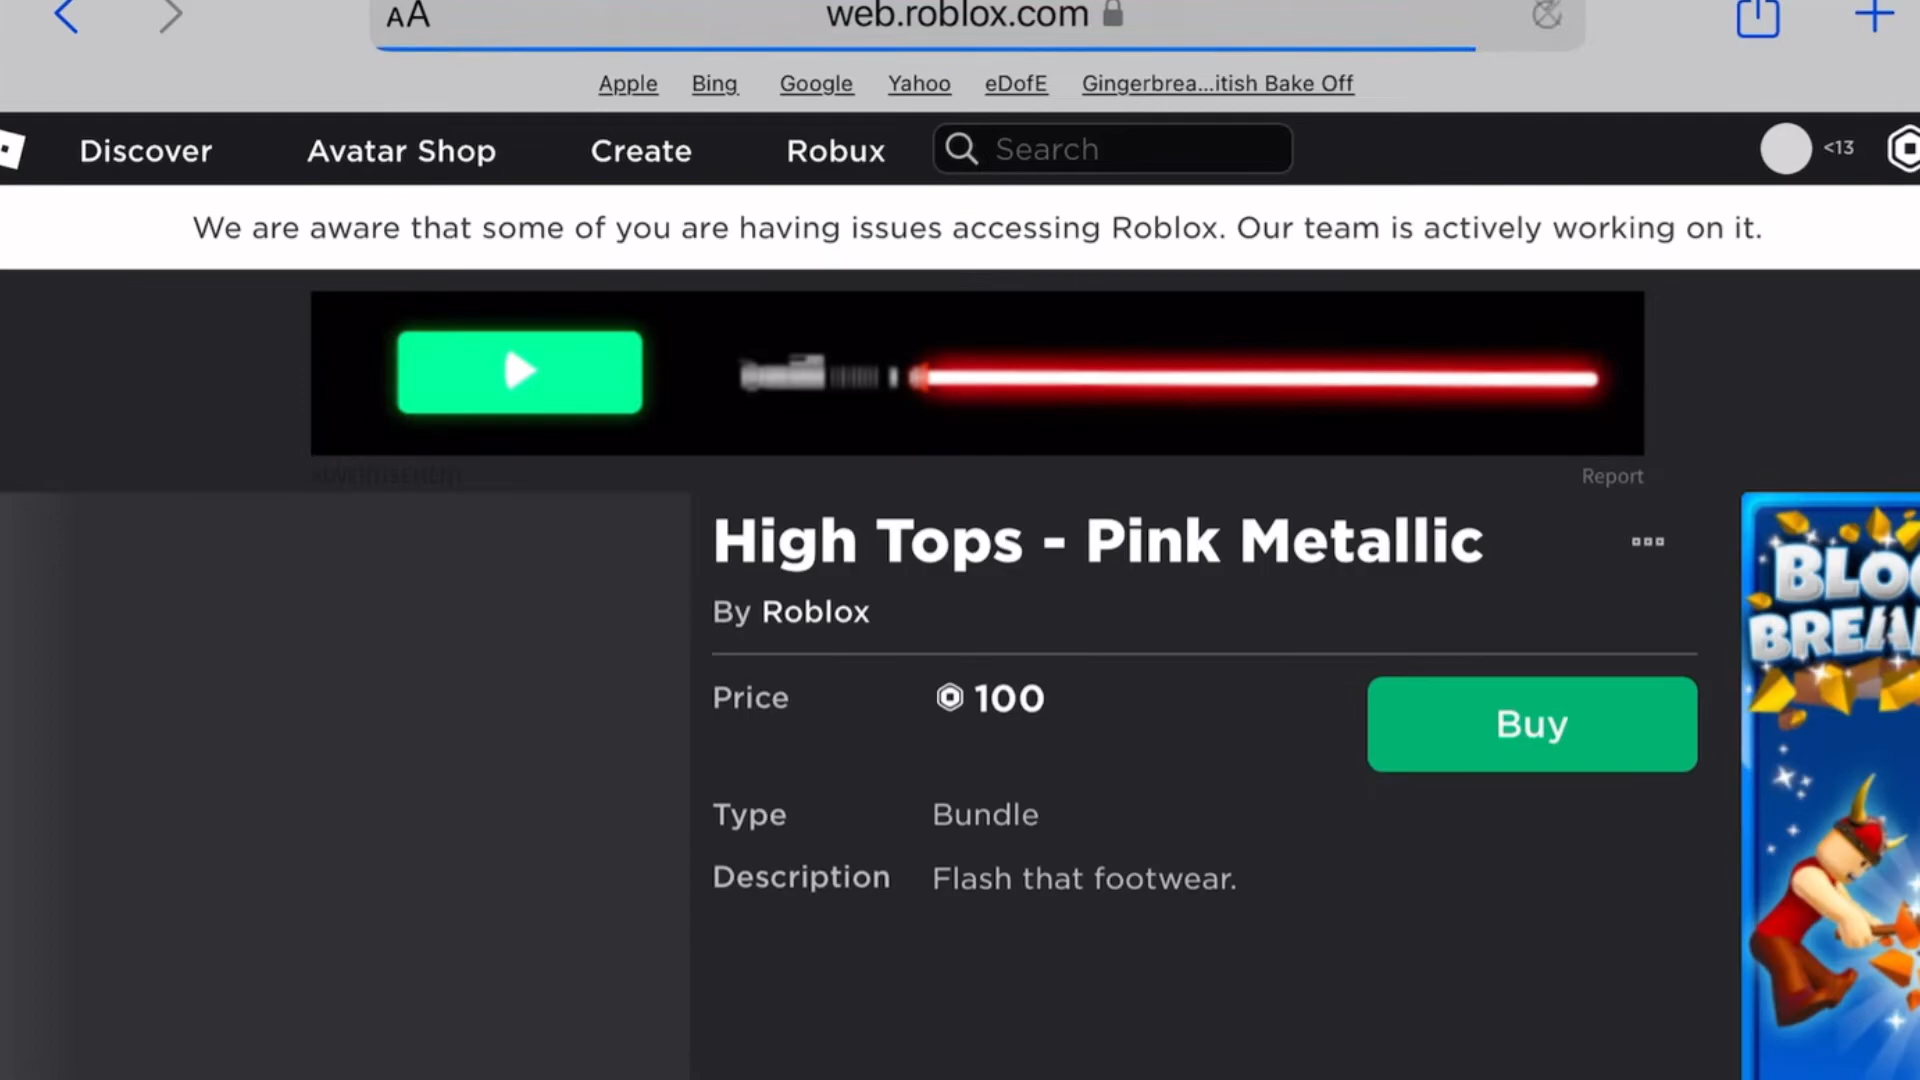 AA web.roblox.com
Apple Bing Google Yahoo eDofE Gingerbrea...itish Bake Off
Discover Avatar Shop Create Robux Search <13
We are aware that some of you are having issues accessing Roblox. Our team is actively working on it.
ADVERTISEMENT Report
High Tops - Pink Metallic
By Roblox
Price 100 Buy
Type Bundle
Description Flash that footwear.